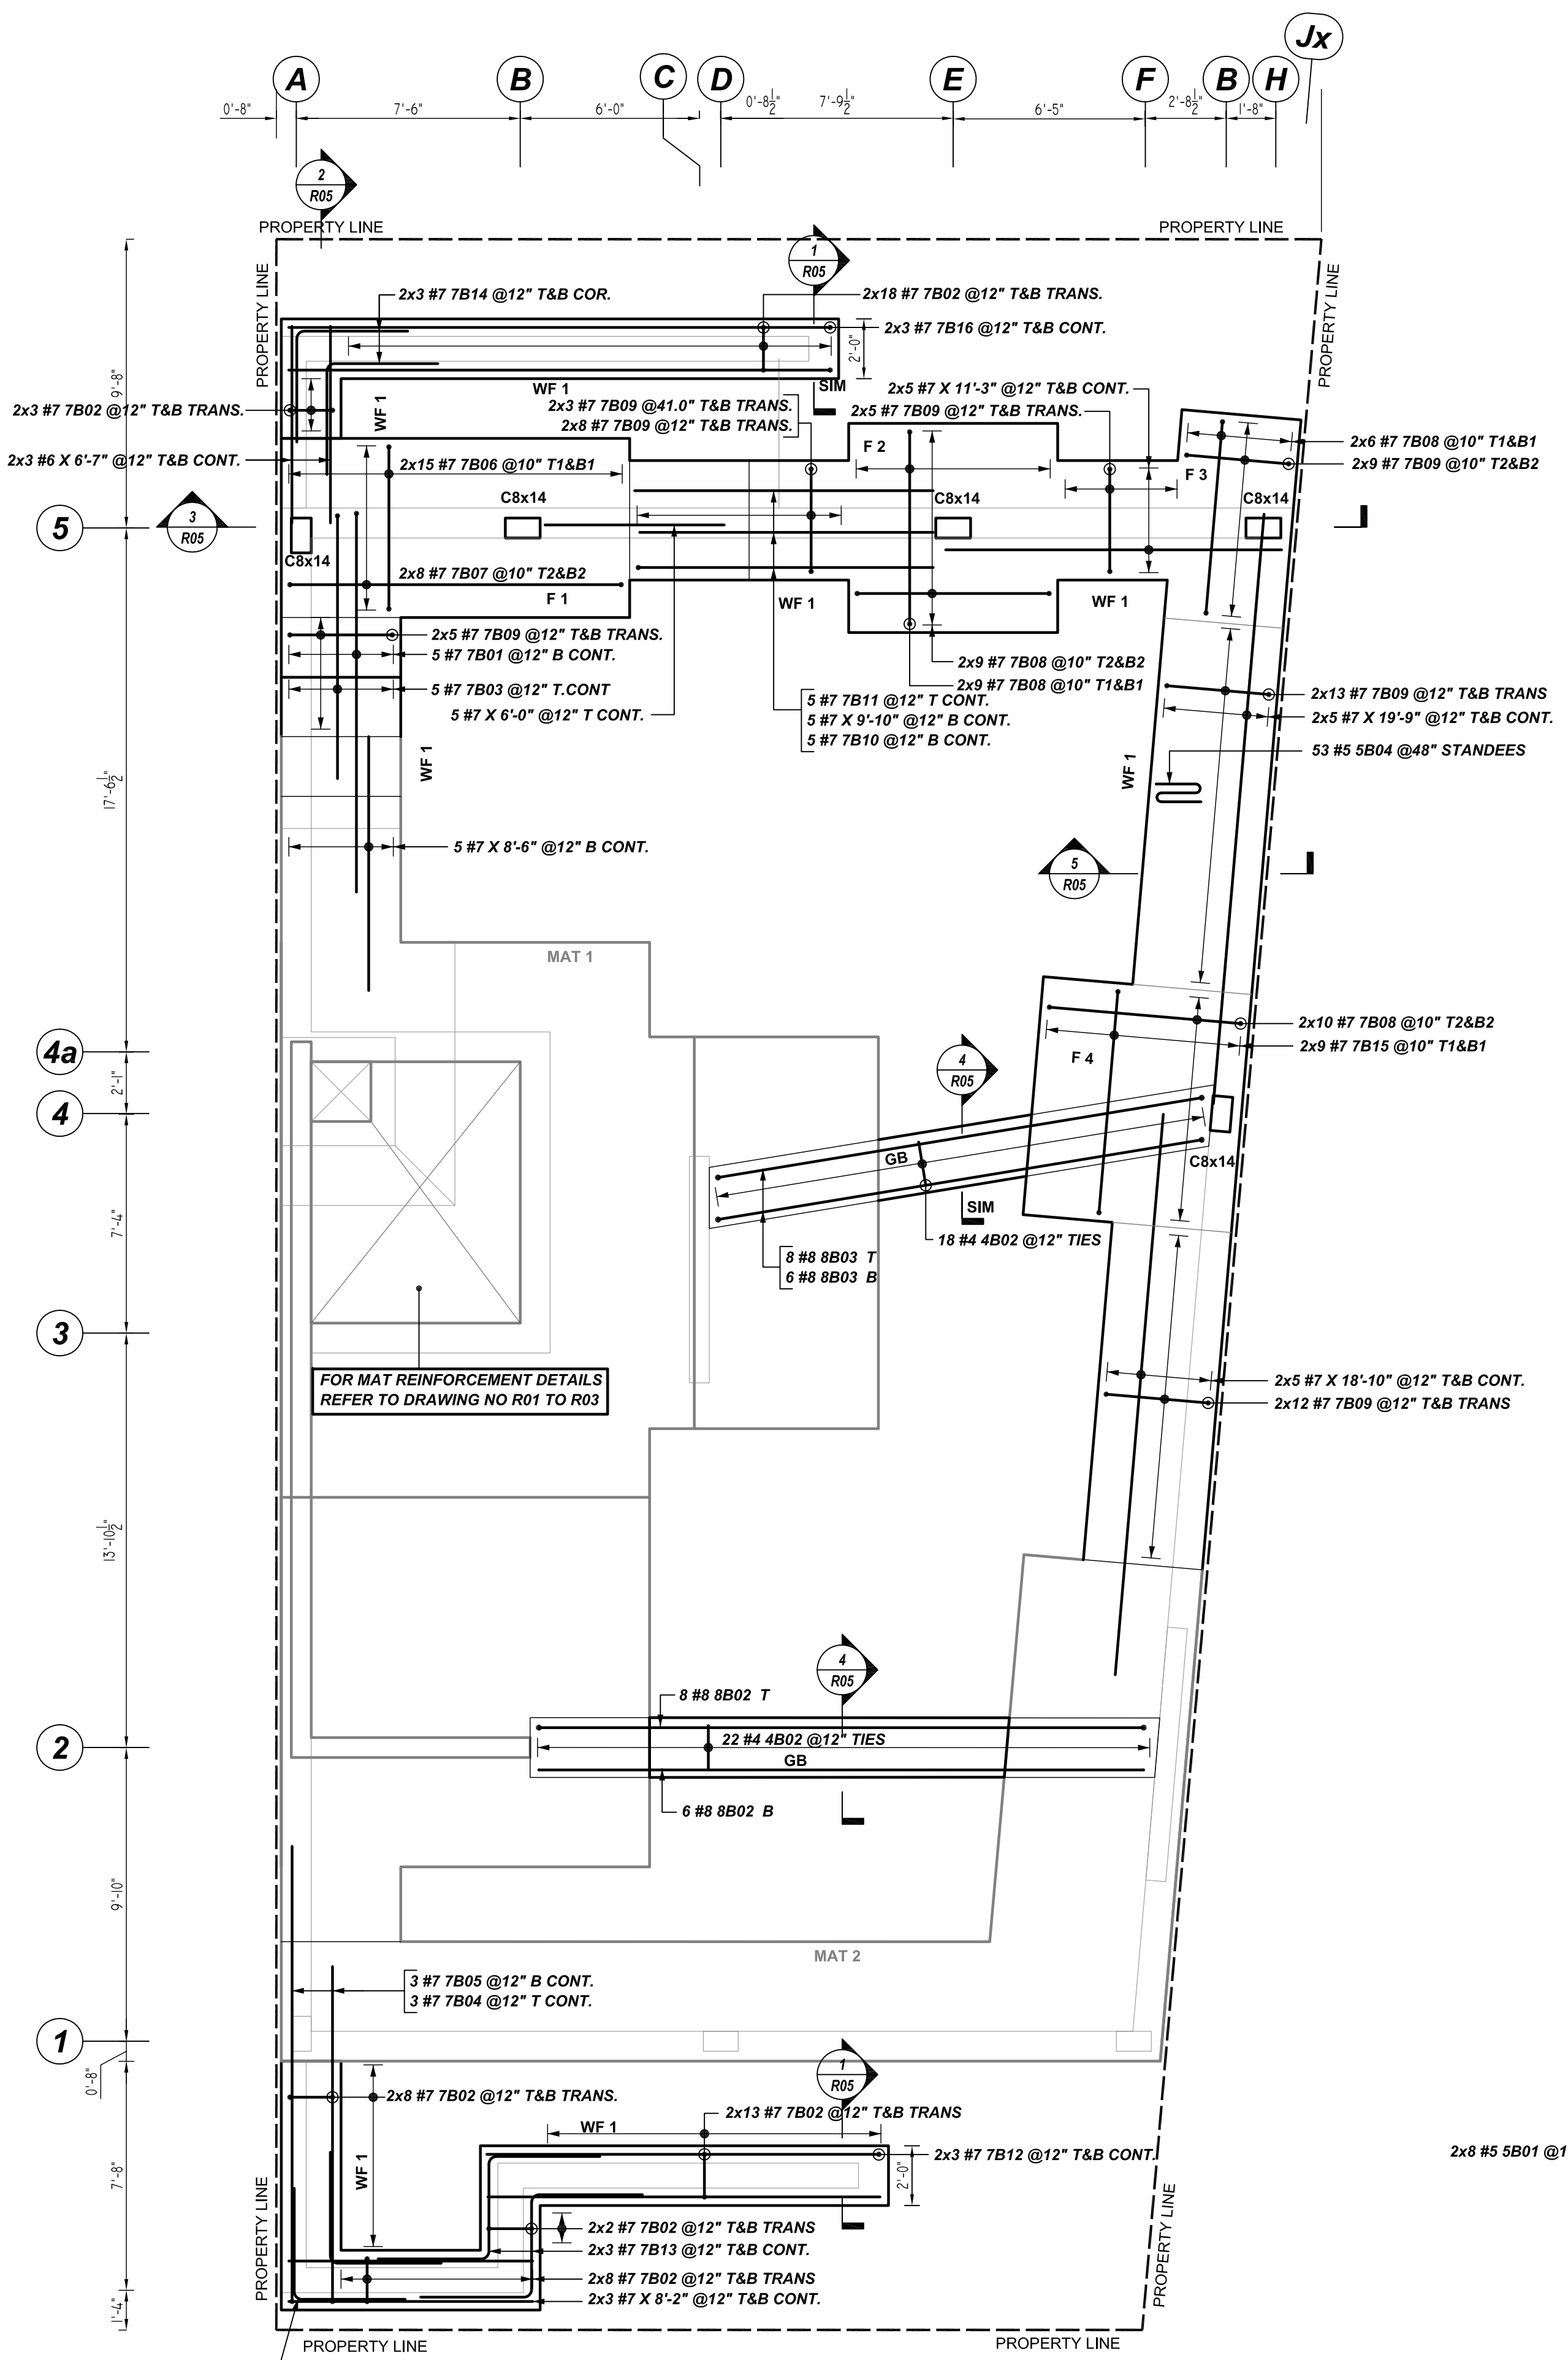 Jx
A
B
C
D
E
F
B
H
0'-8"
7'-6"
6'-0"
0'-8½"
7'-9½"
6'-5"
2'-8½"
1'-8"
2
R05
PROPERTY LINE
PROPERTY LINE
1
R05
PROPERTY LINE
PROPERTY LINE
2x3 #7 7B14 @12" T&B COR.
2x18 #7 7B02 @12" T&B TRANS.
2x3 #7 7B16 @12" T&B CONT.
2'-0"
9'-8"
SIM
WF 1
WF 1
2x5 #7 X 11'-3" @12" T&B CONT.
2x3 #7 7B09 @41.0" T&B TRANS.
2x5 #7 7B09 @12" T&B TRANS.
2x8 #7 7B09 @12" T&B TRANS.
2x3 #7 7B02 @12" T&B TRANS.
2x3 #6 X 6'-7" @12" T&B CONT.
2x15 #7 7B06 @10" T1&B1
F 2
2x6 #7 7B08 @10" T1&B1
2x9 #7 7B09 @10" T2&B2
F 3
C8x14
C8x14
C8x14
5
3
R05
C8x14
2x8 #7 7B07 @10" T2&B2
F 1
WF 1
WF 1
2x5 #7 7B09 @12" T&B TRANS.
5 #7 7B01 @12" B CONT.
2x9 #7 7B08 @10" T2&B2
2x9 #7 7B08 @10" T1&B1
5 #7 7B03 @12" T.CONT
5 #7 X 6'-0" @12" T CONT.
5 #7 7B11 @12" T CONT.
5 #7 X 9'-10" @12" B CONT.
5 #7 7B10 @12" B CONT.
2x13 #7 7B09 @12" T&B TRANS
2x5 #7 X 19'-9" @12" T&B CONT.
53 #5 5B04 @48" STANDEES
WF 1
WF 1
17'-6½"
5 #7 X 8'-6" @12" B CONT.
5
R05
MAT 1
2x10 #7 7B08 @10" T2&B2
2x9 #7 7B15 @10" T1&B1
4a
2'-1"
4
F 4
4
R05
GB
C8x14
SIM
18 #4 4B02 @12" TIES
7'-4"
8 #8 8B03 T
6 #8 8B03 B
3
FOR MAT REINFORCEMENT DETAILS
REFER TO DRAWING NO R01 TO R03
2x5 #7 X 18'-10" @12" T&B CONT.
2x12 #7 7B09 @12" T&B TRANS
13'-10½"
4
R05
8 #8 8B02 T
2
22 #4 4B02 @12" TIES
GB
6 #8 8B02 B
9'-10"
MAT 2
3 #7 7B05 @12" B CONT.
3 #7 7B04 @12" T CONT.
1
0'-8"
1
R05
2x8 #7 7B02 @12" T&B TRANS.
2x13 #7 7B02 @12" T&B TRANS
WF 1
2x3 #7 7B12 @12" T&B CONT.
2x8 #5 5B01 @1
WF 1
2'-0"
7'-8"
PROPERTY LINE
PROPERTY LINE
2x2 #7 7B02 @12" T&B TRANS
2x3 #7 7B13 @12" T&B CONT.
2x8 #7 7B02 @12" T&B TRANS
2x3 #7 X 8'-2" @12" T&B CONT.
1'-4"
PROPERTY LINE
PROPERTY LINE